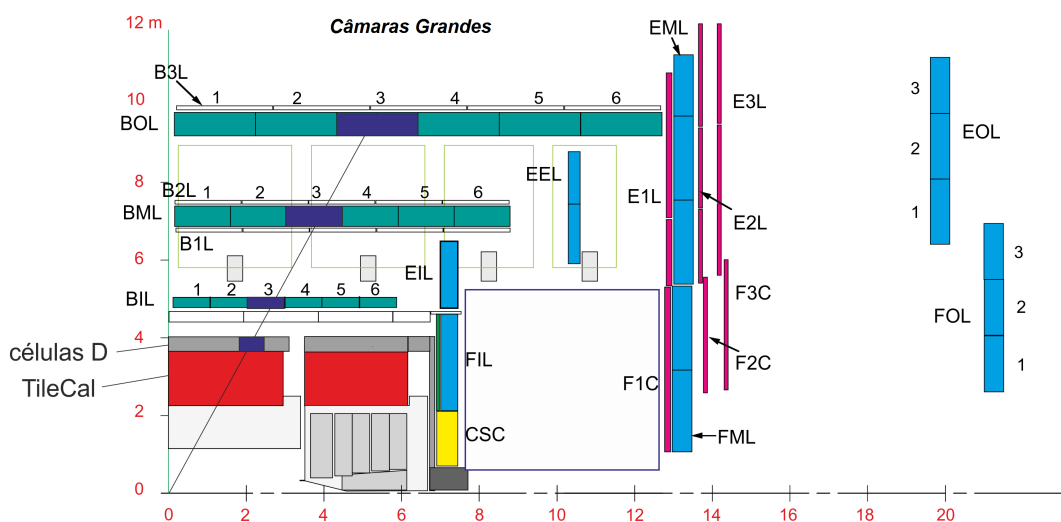 12 m
Câmaras Grandes
EML
B3L
1 2 3 4 5 6
10
BOL
E3L
3
EOL
EEL
2
8
B2L
1 2 3 4 5 6
E1L
E2L
BML
1
B1L
6
EIL
3
F3C
BIL
1 2 3 4 5 6
FOL
2
4
células D
FIL
F2C
1
TileCal
F1C
2
CSC
FML
0
0 2 4 6 8 10 12 14 16 18 20